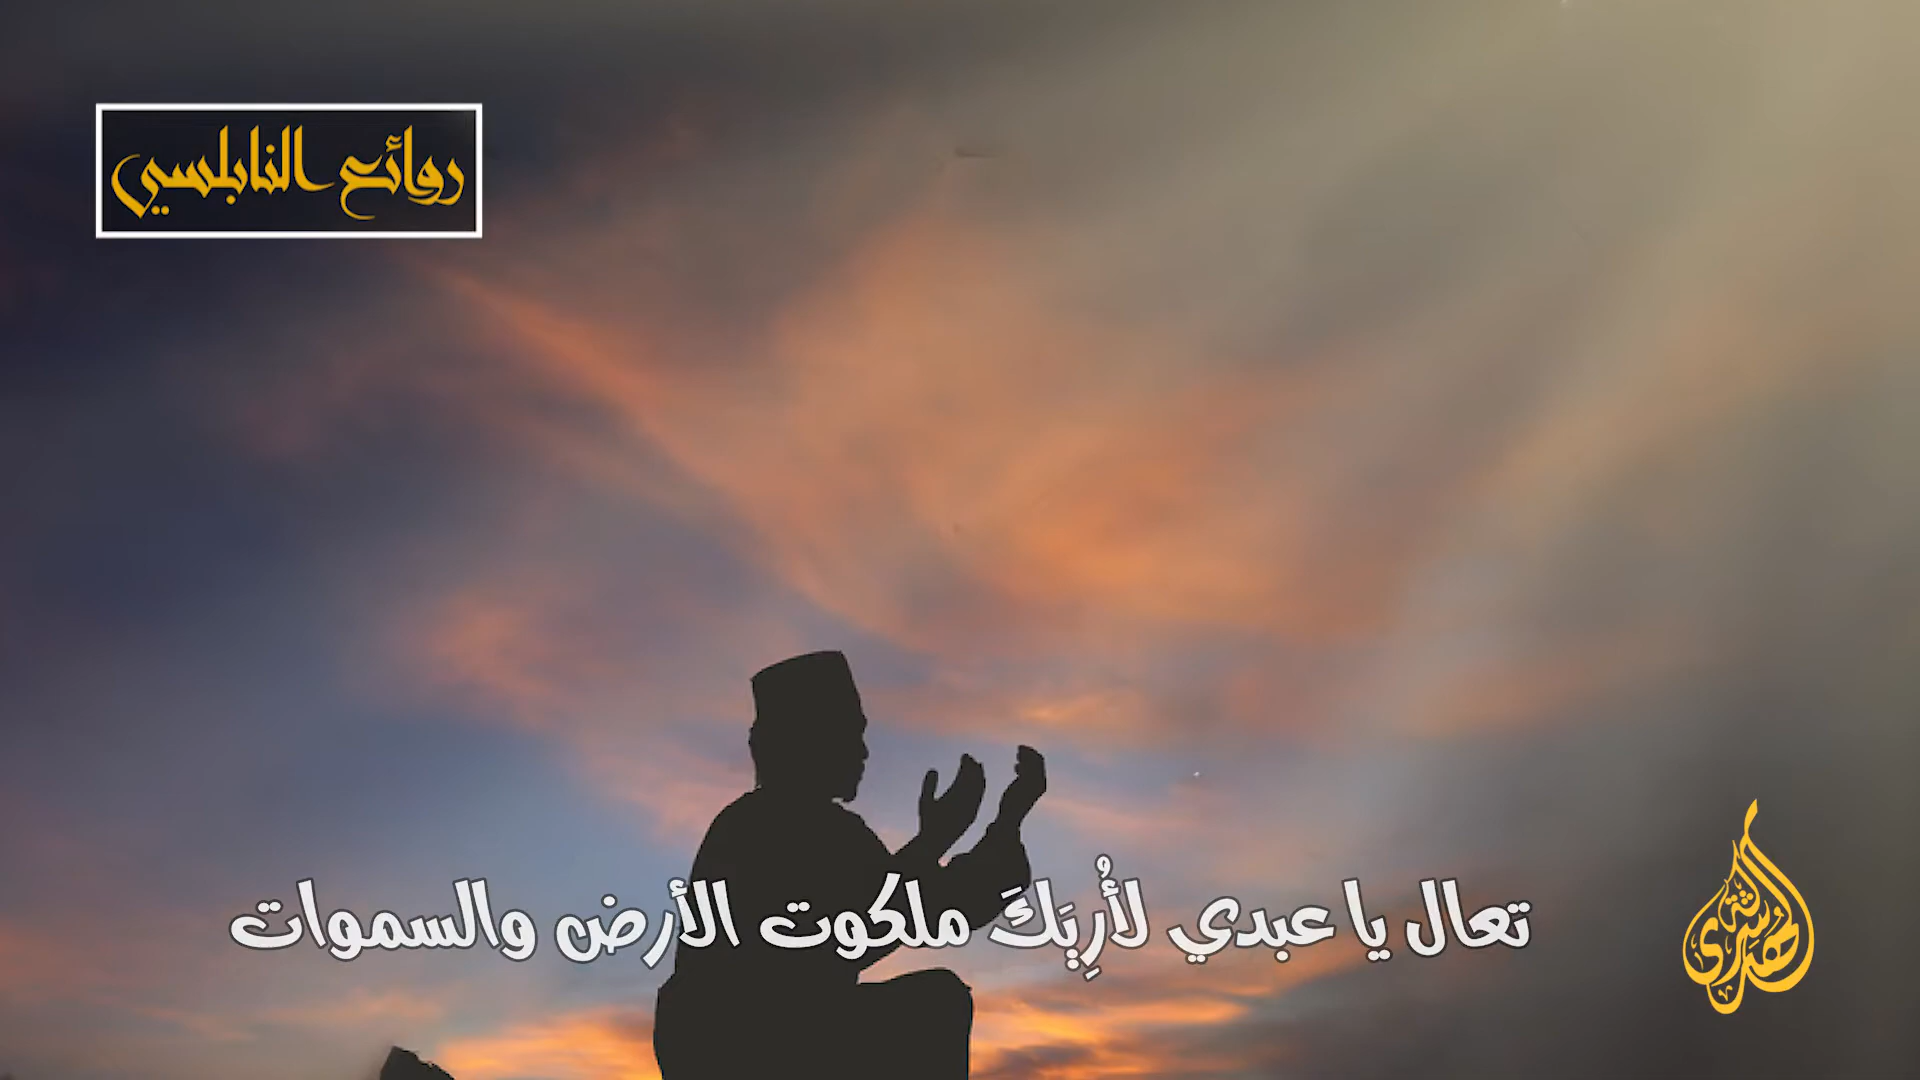 روائع النابلسي
تعال يا عبدي لأُرِيَكَ ملكوت الأرض والسموات